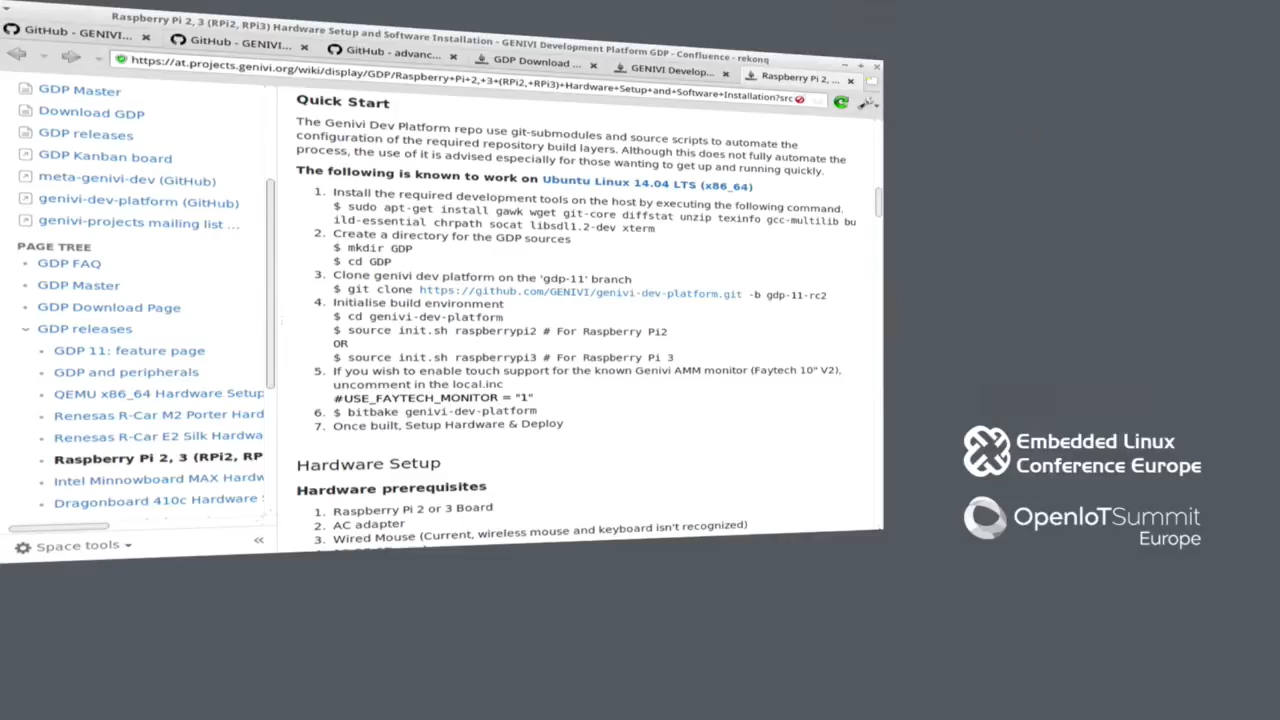 Raspberry Pi 2, 3 (RPi2, RPi3) Hardware Setup and Software Installation - GENIVI Development Platform GDP - Confluence - rekonq
GitHub - GENIVI... GitHub - GENIVI... GitHub - advanc... GDP Download ... GENIVI Develop... Raspberry Pi 2, ...
https://at.projects.genivi.org/wiki/display/GDP/Raspberry+Pi+2,+3+(RPi2,+RPi3)+Hardware+Setup+and+Software+Installation?src
GDP Master
Download GDP
GDP releases
GDP Kanban board
meta-genivi-dev (GitHub)
genivi-dev-platform (GitHub)
genivi-projects mailing list ...
PAGE TREE
GDP FAQ
GDP Master
GDP Download Page
GDP releases
GDP 11: feature page
GDP and peripherals
QEMU x86_64 Hardware Setup
Renesas R-Car M2 Porter Hard
Renesas R-Car E2 Silk Hardwa
Raspberry Pi 2, 3 (RPi2, RP
Intel Minnowboard MAX Hardw
Dragonboard 410c Hardware
Space tools
Quick Start
The Genivi Dev Platform repo use git-submodules and source scripts to automate the
configuration of the required repository build layers. Although this does not fully automate the
process, the use of it is advised especially for those wanting to get up and running quickly.
The following is known to work on Ubuntu Linux 14.04 LTS (x86_64)
1. Install the required development tools on the host by executing the following command.
$ sudo apt-get install gawk wget git-core diffstat unzip texinfo gcc-multilib bu
ild-essential chrpath socat libsdl1.2-dev xterm
2. Create a directory for the GDP sources
$ mkdir GDP
$ cd GDP
3. Clone genivi dev platform on the 'gdp-11' branch
$ git clone https://github.com/GENIVI/genivi-dev-platform.git -b gdp-11-rc2
4. Initialise build environment
$ cd genivi-dev-platform
$ source init.sh raspberrypi2 # For Raspberry Pi2
OR
$ source init.sh raspberrypi3 # For Raspberry Pi 3
5. If you wish to enable touch support for the known Genivi AMM monitor (Faytech 10" V2),
uncomment in the local.inc
#USE_FAYTECH_MONITOR = "1"
6. $ bitbake genivi-dev-platform
7. Once built, Setup Hardware & Deploy
Hardware Setup
Hardware prerequisites
1. Raspberry Pi 2 or 3 Board
2. AC adapter
3. Wired Mouse (Current, wireless mouse and keyboard isn't recognized)
Embedded Linux
Conference Europe
OpenIoTSummit
Europe